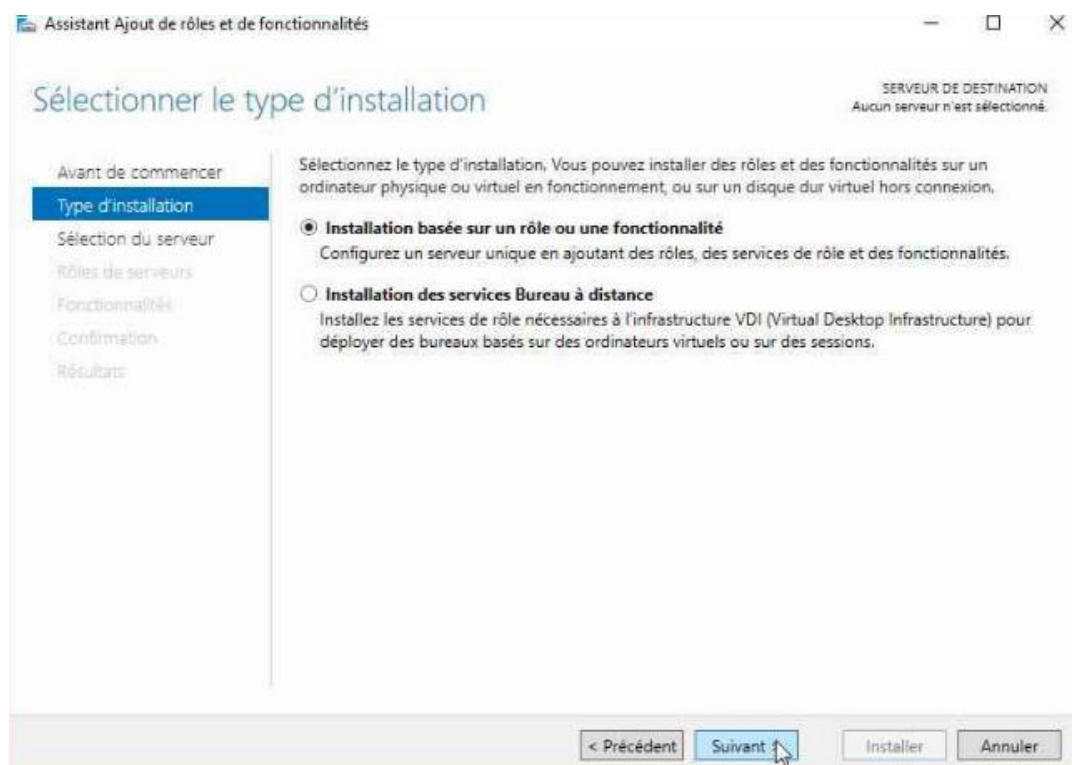 Assistant Ajout de rôles et de fonctionnalités
Sélectionner le type d'installation
SERVEUR DE DESTINATION
Aucun serveur n'est sélectionné.
Avant de commencer
Type d'installation
Sélection du serveur
Rôles de serveurs
Fonctionnalités
Confirmation
Résultats
Sélectionnez le type d'installation. Vous pouvez installer des rôles et des fonctionnalités sur un
ordinateur physique ou virtuel en fonctionnement, ou sur un disque dur virtuel hors connexion.
Installation basée sur un rôle ou une fonctionnalité
Configurez un serveur unique en ajoutant des rôles, des services de rôle et des fonctionnalités.
Installation des services Bureau à distance
Installez les services de rôle nécessaires à l'infrastructure VDI (Virtual Desktop Infrastructure) pour
déployer des bureaux basés sur des ordinateurs virtuels ou sur des sessions.
< Précédent
Suivant >
Installer
Annuler